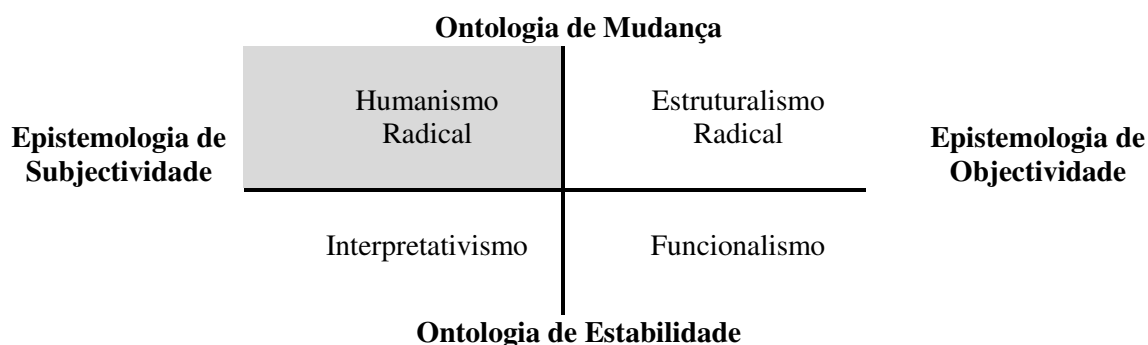 Ontologia de Mudança
Humanismo
Radical
Estruturalismo
Radical
Epistemologia de
Subjectividade
Epistemologia de
Objectividade
Interpretativismo
Funcionalismo
Ontologia de Estabilidade